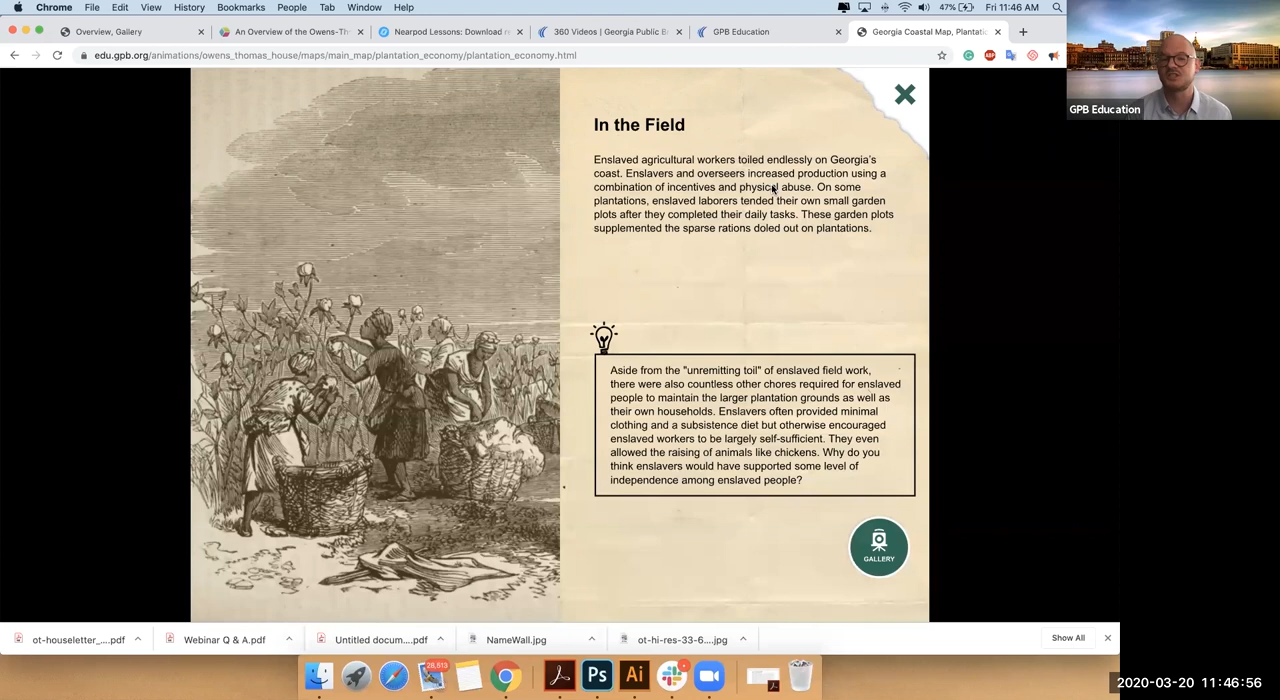 Chrome File Edit View History Bookmarks People Tab Window Help
47% Fri 11:46 AM
Overview, Gallery
An Overview of the Owens-Th
Nearpod Lessons: Download r
360 Videos | Georgia Public B
GPB Education
Georgia Coastal Map, Plantati
edu.gpb.org/animations/owens_thomas_house/maps/main_map/plantation_economy/plantation_economy.html
GPB Education
In the Field
Enslaved agricultural workers toiled endlessly on Georgia's
coast. Enslavers and overseers increased production using a
combination of incentives and physical abuse. On some
plantations, enslaved laborers tended their own small garden
plots after they completed their daily tasks. These garden plots
supplemented the sparse rations doled out on plantations.
Aside from the "unremitting toil" of enslaved field work,
there were also countless other chores required for enslaved
people to maintain the larger plantation grounds as well as
their own households. Enslavers often provided minimal
clothing and a subsistence diet but otherwise encouraged
enslaved workers to be largely self-sufficient. They even
allowed the raising of animals like chickens. Why do you
think enslavers would have supported some level of
independence among enslaved people?
GALLERY
ot-houseletter_....pdf
Webinar Q & A.pdf
Untitled docum....pdf
NameWall.jpg
ot-hi-res-33-6....jpg
Show All
28,513
Ps
Ai
2020-03-20 11:46:56